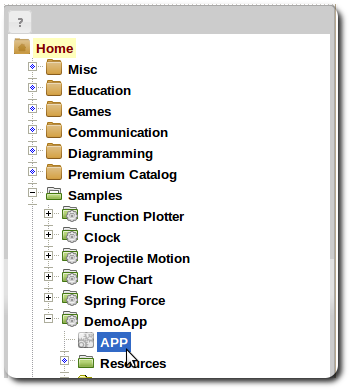 ?
Home
Misc
Education
Games
Communication
Diagramming
Premium Catalog
Samples
Function Plotter
Clock
Projectile Motion
Flow Chart
Spring Force
DemoApp
APP
Resources